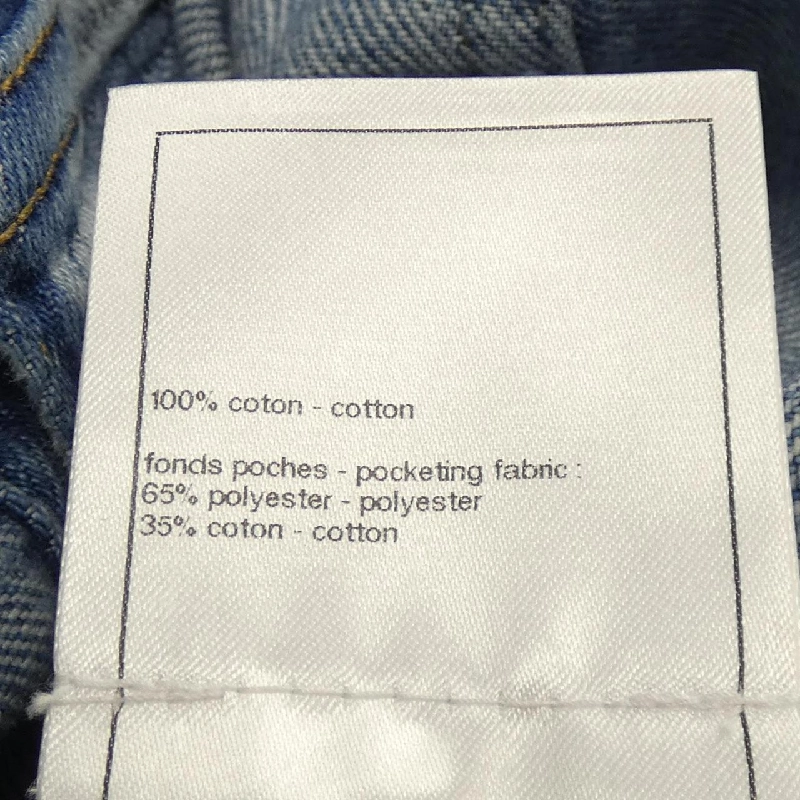 100% coton - cotton
fonds poches - pocketing fabric :
65% polyester - polyester
35% coton - cotton